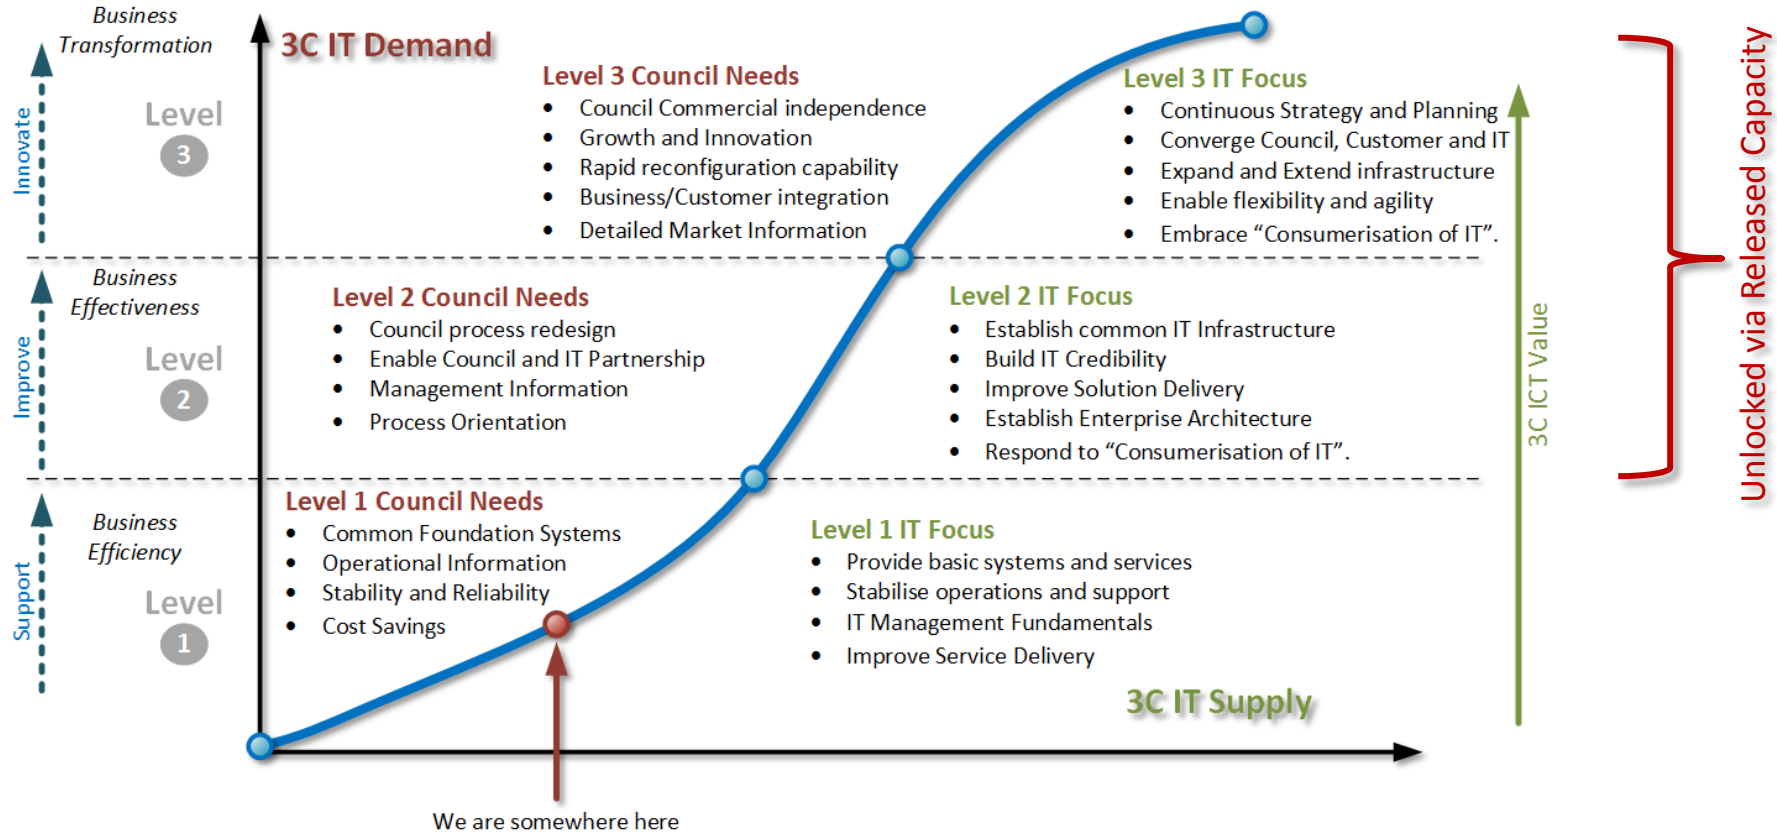 Business
Transformation
Innovate
Level
3
3C IT Demand
Level 3 Council Needs
• Council Commercial independence
• Growth and Innovation
• Rapid reconfiguration capability
• Business/Customer integration
• Detailed Market Information
Level 3 IT Focus
• Continuous Strategy and Planning
• Converge Council, Customer and IT
• Expand and Extend infrastructure
• Enable flexibility and agility
• Embrace “Consumerisation of IT”.
Business
Effectiveness
Improve
Level
2
Level 2 Council Needs
• Council process redesign
• Enable Council and IT Partnership
• Management Information
• Process Orientation
Level 2 IT Focus
• Establish common IT Infrastructure
• Build IT Credibility
• Improve Solution Delivery
• Establish Enterprise Architecture
• Respond to “Consumerisation of IT”.
Business
Efficiency
Support
Level
1
Level 1 Council Needs
• Common Foundation Systems
• Operational Information
• Stability and Reliability
• Cost Savings
Level 1 IT Focus
• Provide basic systems and services
• Stabilise operations and support
• IT Management Fundamentals
• Improve Service Delivery
3C IT Supply
We are somewhere here
3C ICT Value
Unlocked via Released Capacity